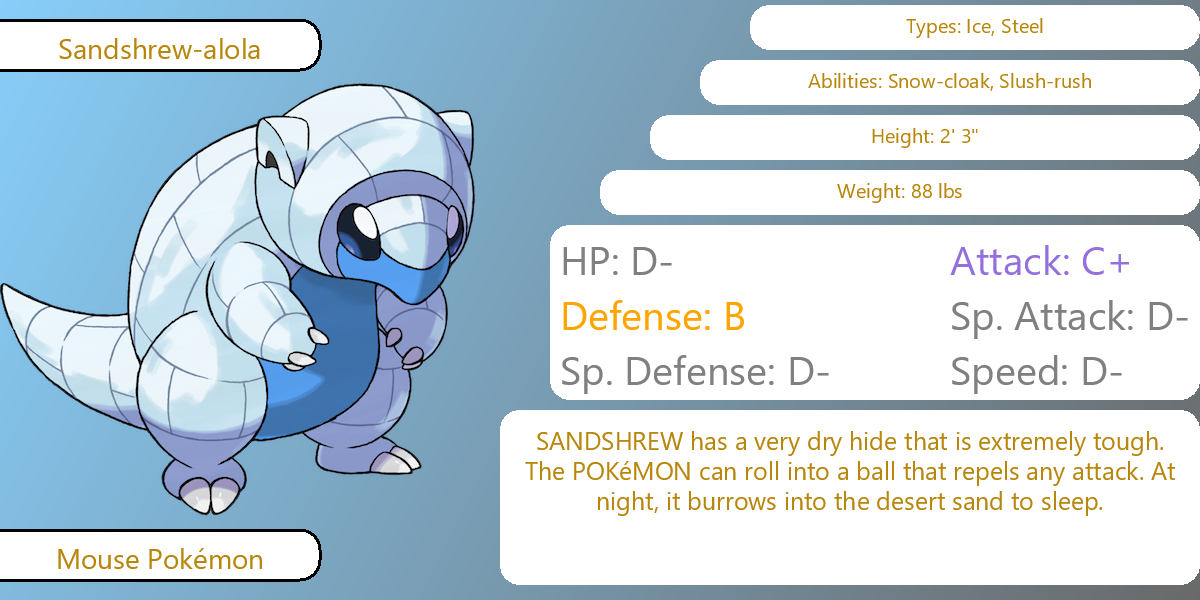 Sandshrew-alola
Types: Ice, Steel
Abilities: Snow-cloak, Slush-rush
Height: 2' 3"
Weight: 88 lbs
HP: D-
Attack: C+
Defense: B
Sp. Attack: D-
Sp. Defense: D-
Speed: D-
SANDSHREW has a very dry hide that is extremely tough.
The POKéMON can roll into a ball that repels any attack. At
night, it burrows into the desert sand to sleep.
Mouse Pokémon